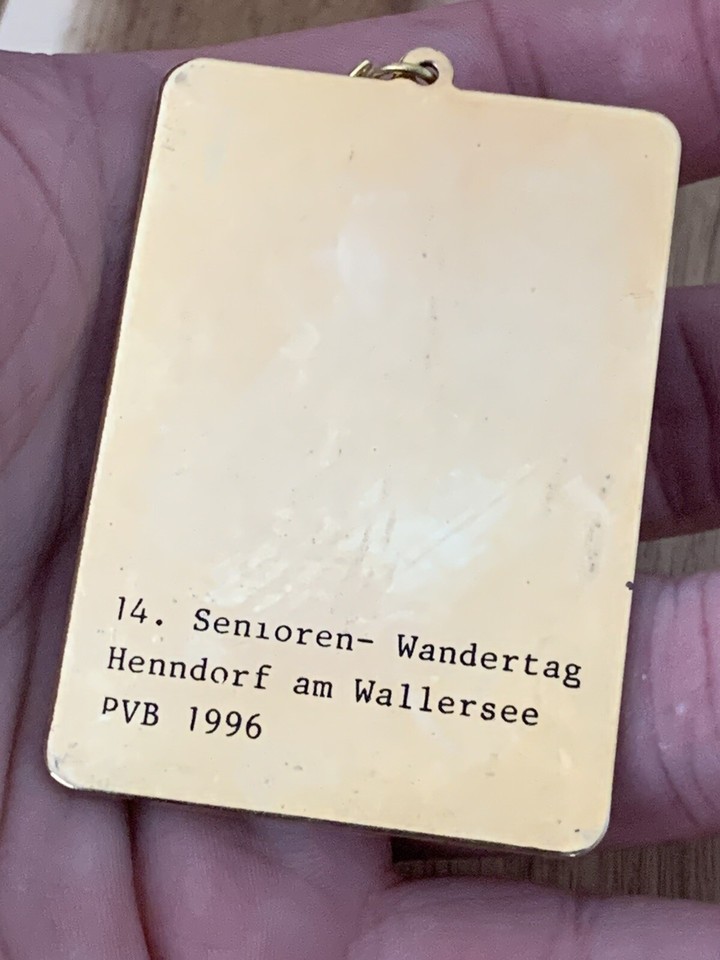 14. Senioren- Wandertag
Henndorf am Wallersee
PVB 1996